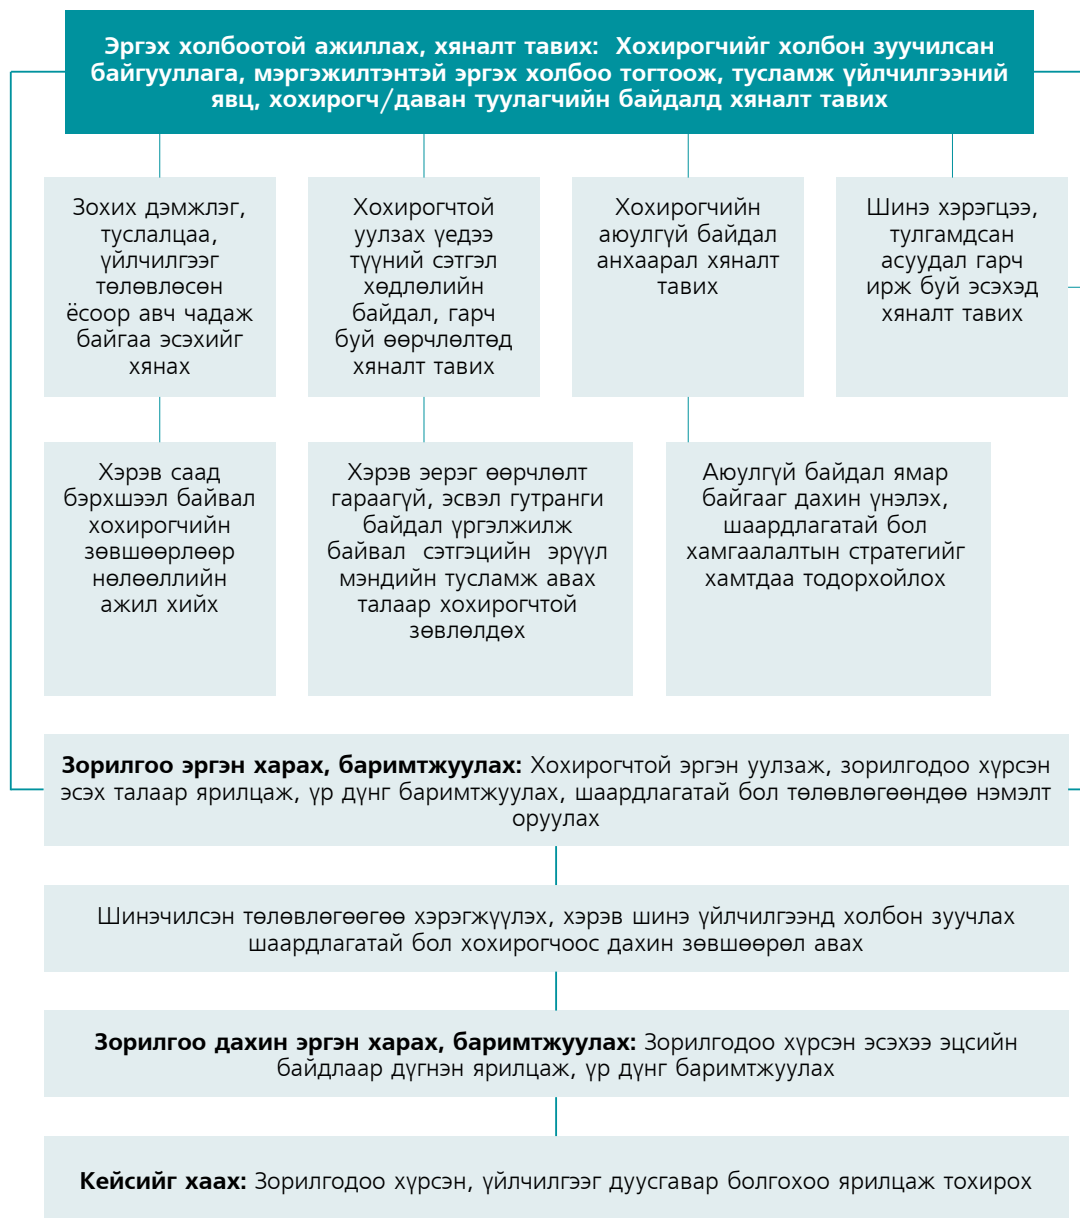 Эргэх холбоотой ажиллах, хяналт тавих: Хохирогчийг холбон зуучилсан
байгууллага, мэргэжилтэнтэй эргэх холбоо тогтоож, тусламж үйлчилгээний
явц, хохирогч/даван туулагчийн байдалд хяналт тавих
Зохих дэмжлэг,
туслалцаа,
үйлчилгээг
төлөвлөсөн
ёсоор авч чадаж
байгаа эсэхийг
хянах
Хохирогчтой
уулзах үедээ
түүний сэтгэл
хөдлөлийн
байдал, гарч
буй өөрчлөлтөд
хяналт тавих
Хохирогчийн
аюулгүй байдал
анхаарал хяналт
тавих
Шинэ хэрэгцээ,
тулгамдсан
асуудал гарч
ирж буй эсэхэд
хяналт тавих
Хэрэв саад
бэрхшээл байвал
хохирогчийн
зөвшөөрлөөр
нөлөөллийн
ажил хийх
Хэрэв эерэг өөрчлөлт
гараагүй, эсвэл гутранги
байдал үргэлжилж
байвал сэтгэцийн эрүүл
мэндийн тусламж авах
талаар хохирогчтой
зөвлөлдөх
Аюулгүй байдал ямар
байгааг дахин үнэлэх,
шаардлагатай бол
хамгаалалтын стратегийг
хамтдаа тодорхойлох
Зорилгоо эргэн харах, баримтжуулах: Хохирогчтой эргэн уулзаж, зорилгодоо хүрсэн
эсэх талаар ярилцаж, үр дүнг баримтжуулах, шаардлагатай бол төлөвлөгөөндөө нэмэлт
оруулах
Шинэчилсэн төлөвлөгөөгөө хэрэгжүүлэх, хэрэв шинэ үйлчилгээнд холбон зуучлах
шаардлагатай бол хохирогчоос дахин зөвшөөрөл авах
Зорилгоо дахин эргэн харах, баримтжуулах: Зорилгодоо хүрсэн эсэхээ эцсийн
байдлаар дүгнэн ярилцаж, үр дүнг баримтжуулах
Кейсийг хаах: Зорилгодоо хүрсэн, үйлчилгээг дуусгавар болгохоо ярилцаж тохирох